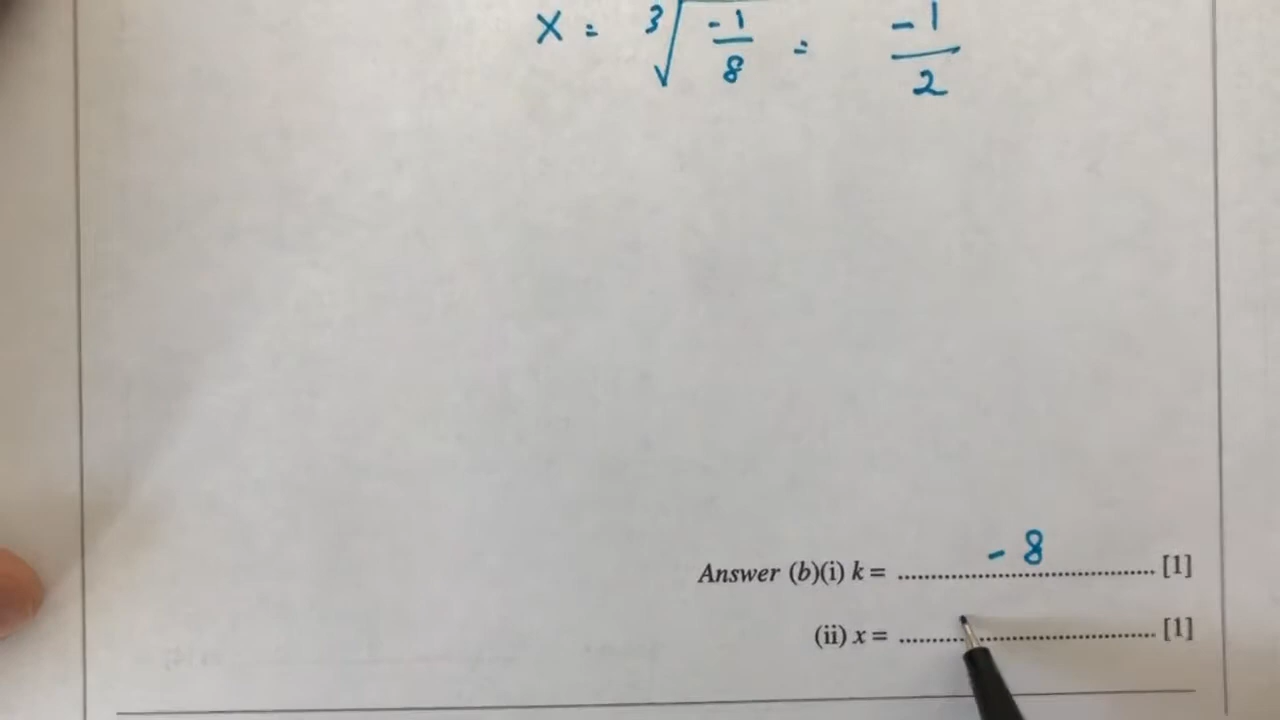 x = ∛(-1/8) = -1/2
Answer (b)(i) k = .......... - 8 .......... [1]
(ii) x = .................... [1]